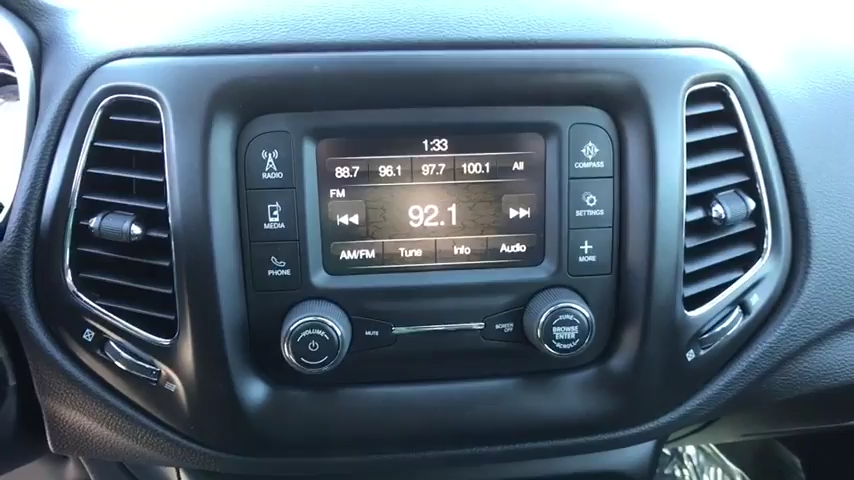 1:33
88.7 96.1 97.7 100.1 All
FM
92.1
AM/FM Tune Info Audio
RADIO
MEDIA
PHONE
N
COMPASS
SETTINGS
MORE
VOLUME
MUTE
SCREEN
OFF
TUNE
BROWSE
ENTER
SCROLL